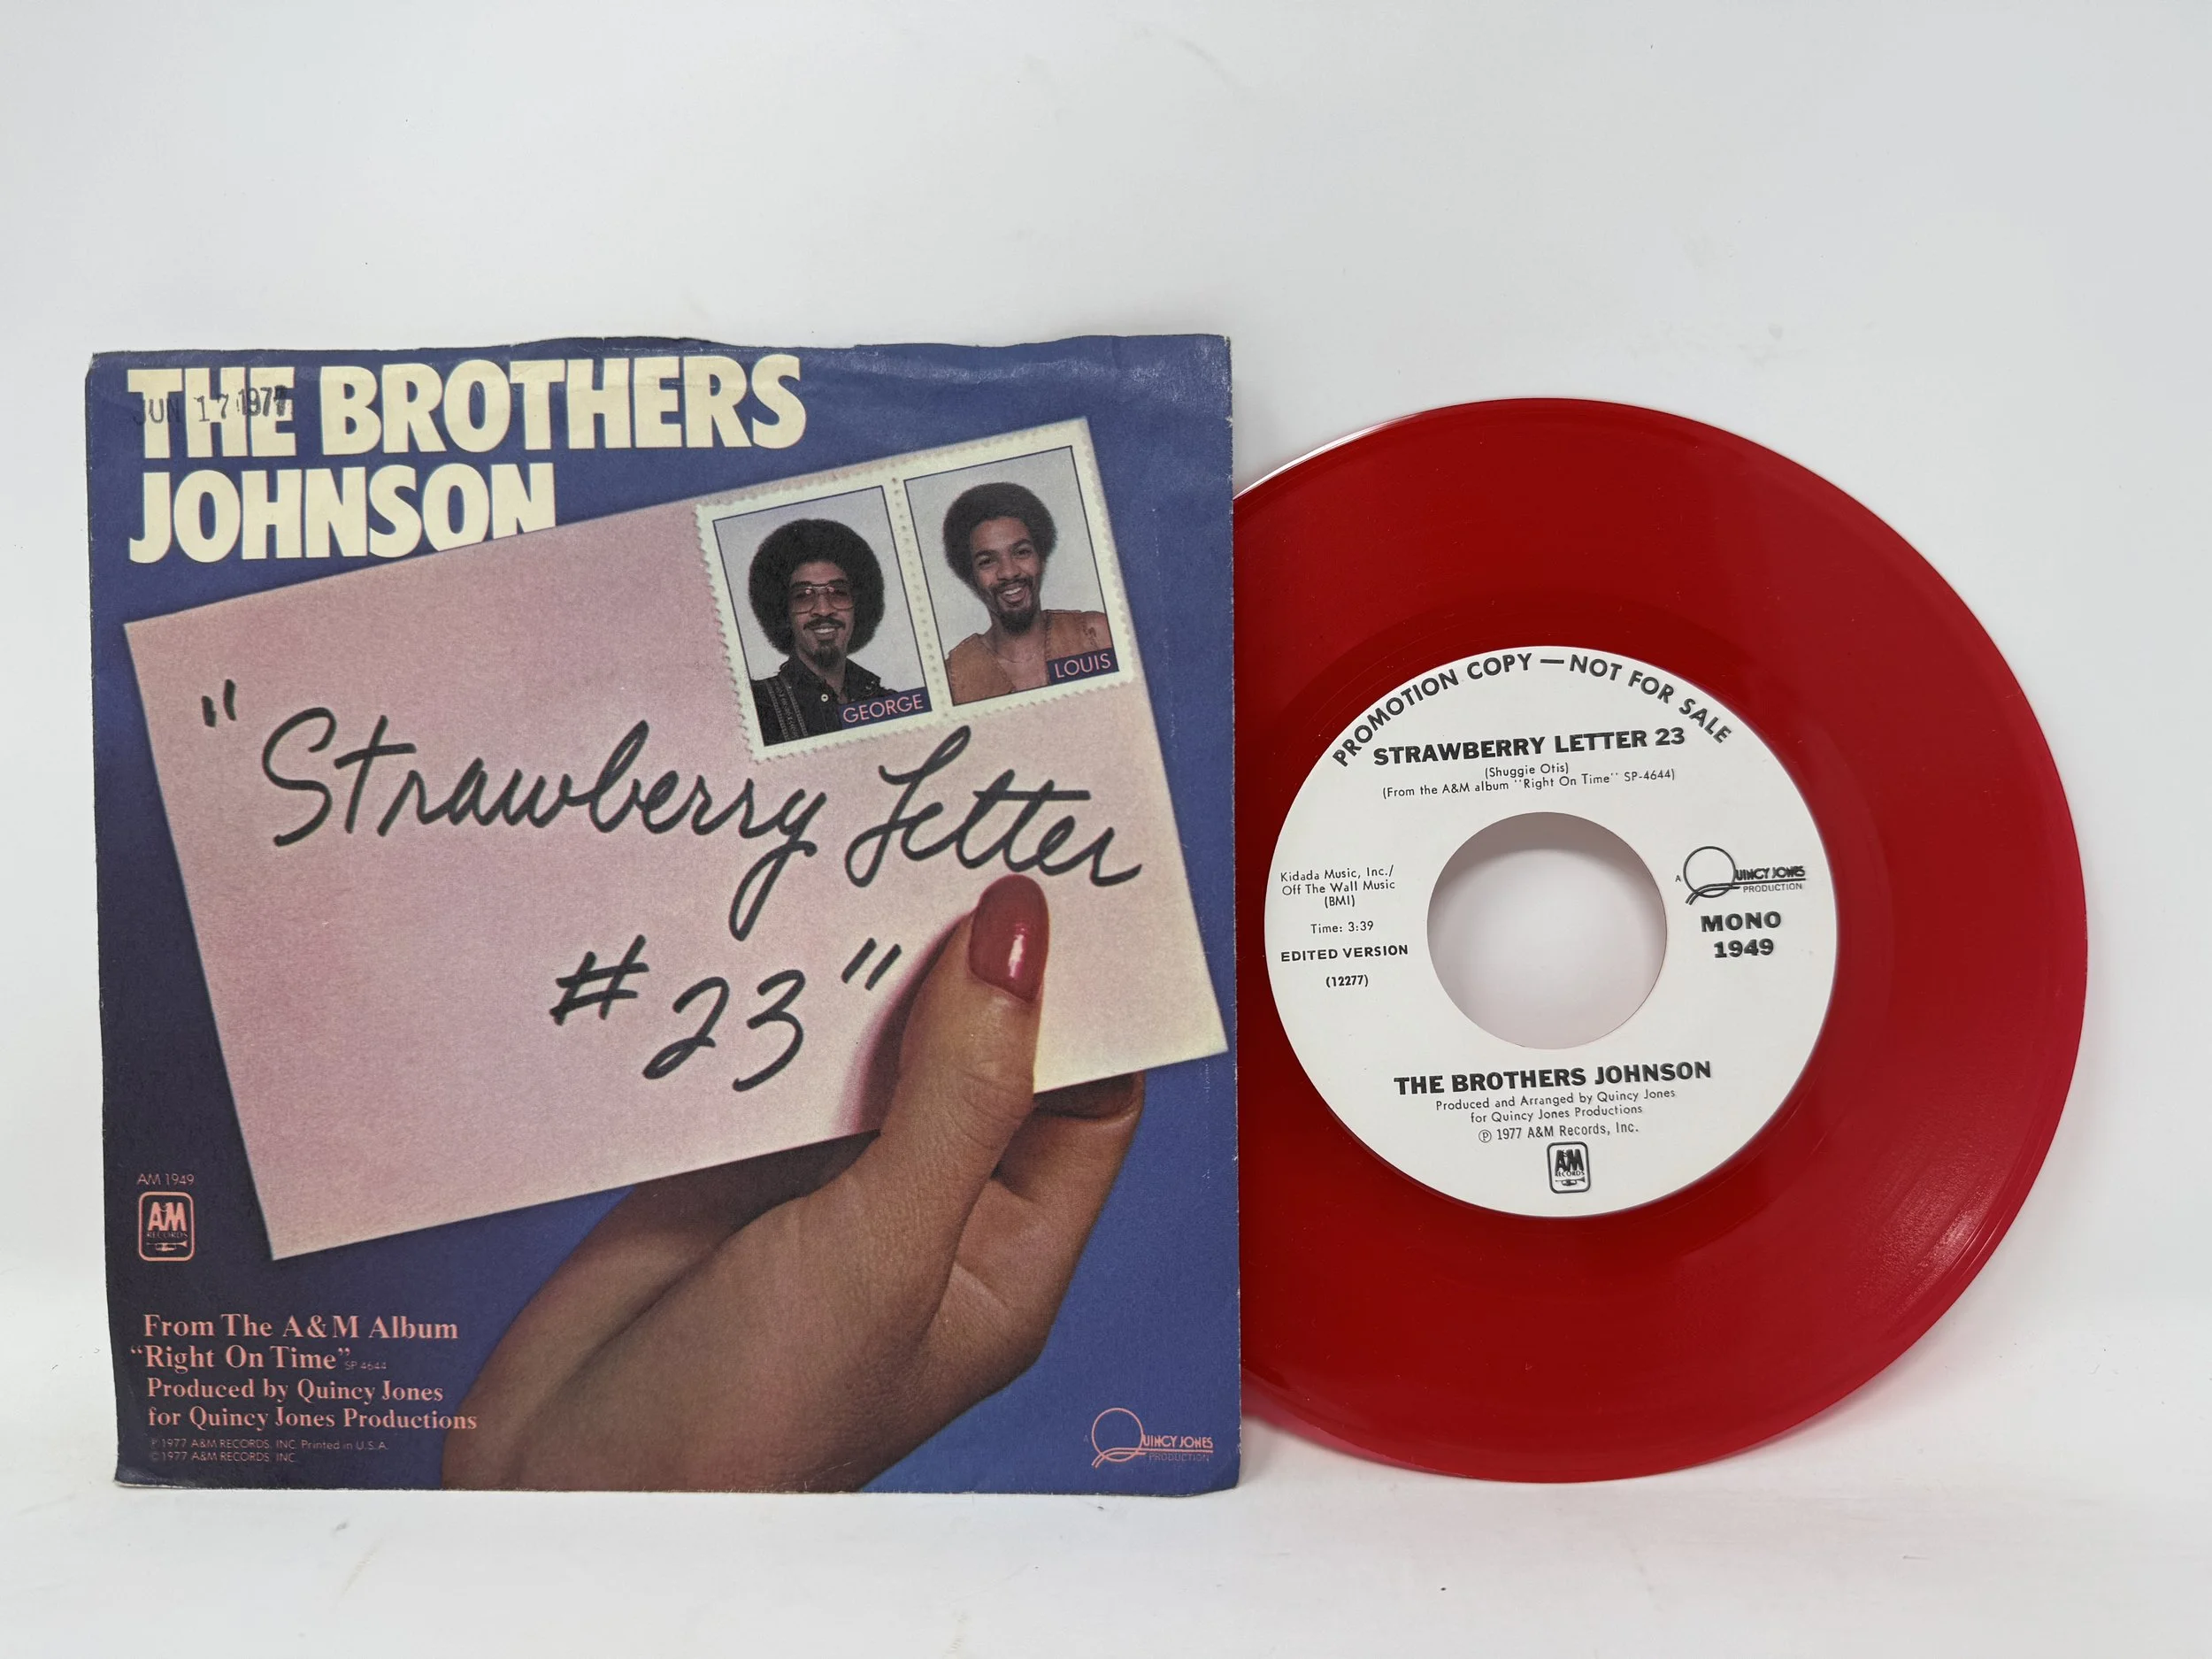 THE BROTHERS
JUN 17 1977
JOHNSON
GEORGE
LOUIS
"Strawberry Letter
#23"
AM 1949
A&M
RECORDS
From The A&M Album
"Right On Time" SP 4644
Produced by Quincy Jones
for Quincy Jones Productions
℗ 1977 A&M RECORDS, INC. Printed in U.S.A.
© 1977 A&M RECORDS, INC.
A QUINCY JONES
PRODUCTION
PROMOTION COPY — NOT FOR SALE
STRAWBERRY LETTER 23
(Shuggie Otis)
(From the A&M album "Right On Time" SP-4644)
Kidada Music, Inc./
Off The Wall Music
(BMI)
Time: 3:39
EDITED VERSION
(12277)
A QUINCY JONES
PRODUCTION
MONO
1949
THE BROTHERS JOHNSON
Produced and Arranged by Quincy Jones
for Quincy Jones Productions
℗ 1977 A&M Records, Inc.
A&M
RECORDS